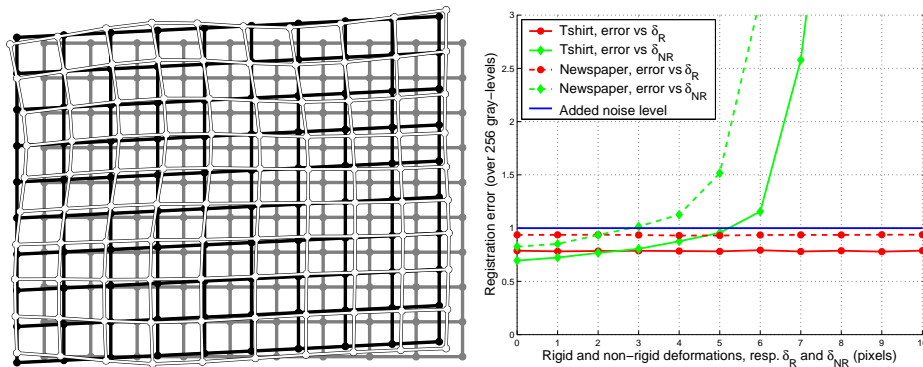 3
2.5
2
1.5
1
0.5
0
0 1 2 3 4 5 6 7 8 9 10
Registration error (over 256 gray−levels)
Tshirt, error vs δR
Tshirt, error vs δNR
Newspaper, error vs δR
Newspaper, error vs δNR
Added noise level
Rigid and non−rigid deformations, resp. δR and δNR (pixels)